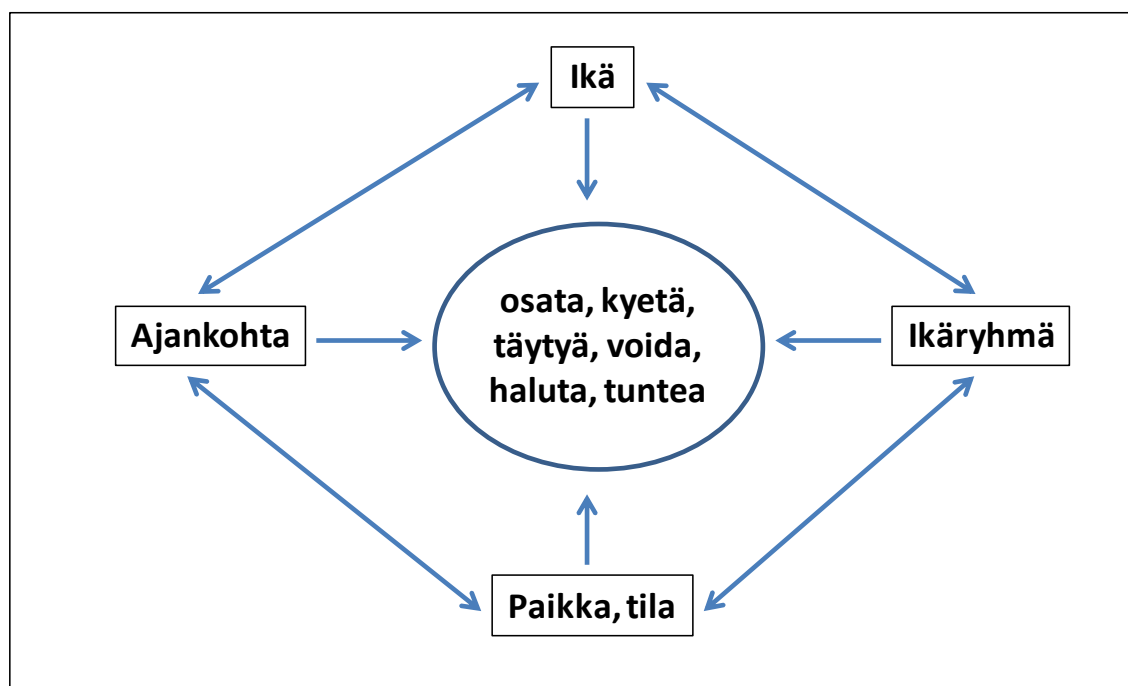 Ikä
osata, kyetä,
täytyä, voida,
haluta, tuntea
Ajankohta
Ikäryhmä
Paikka, tila